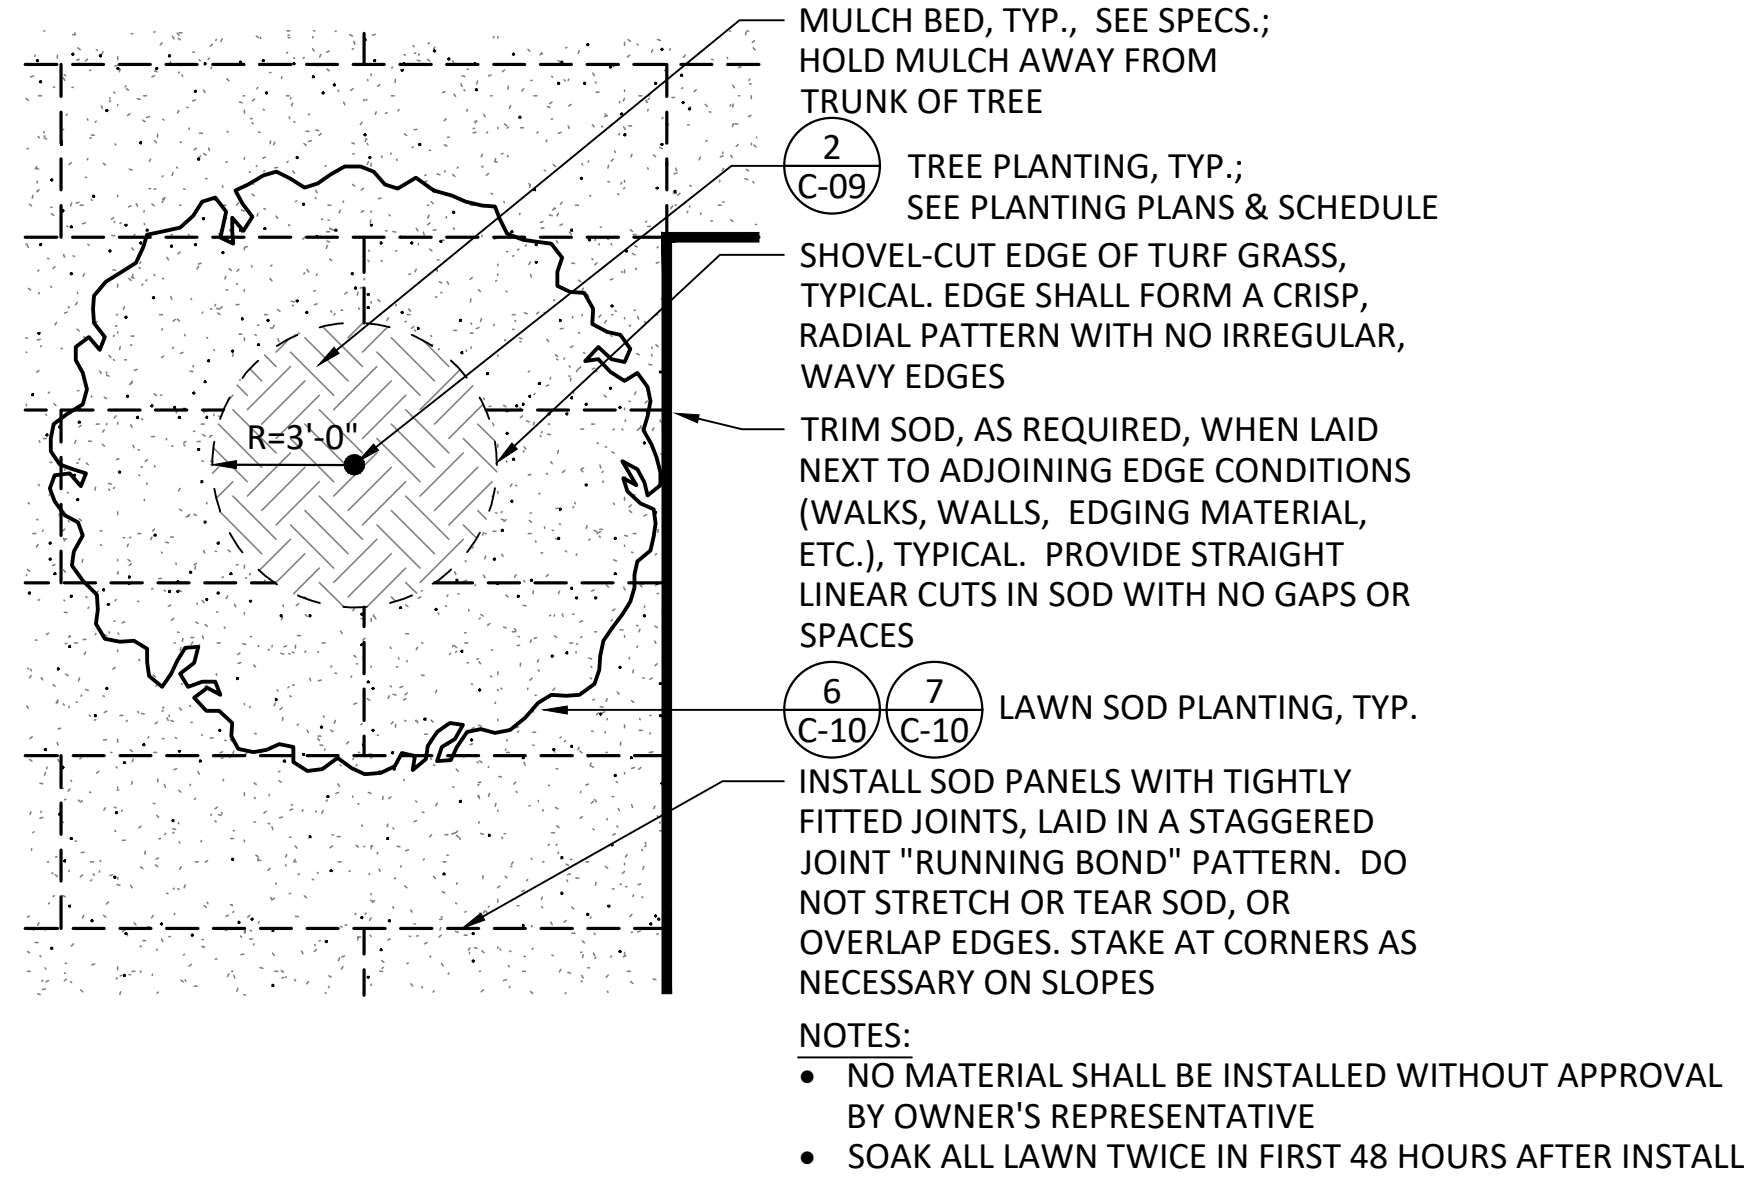 MULCH BED, TYP., SEE SPECS.;
HOLD MULCH AWAY FROM
TRUNK OF TREE
2
C-09
TREE PLANTING, TYP.;
SEE PLANTING PLANS & SCHEDULE
SHOVEL-CUT EDGE OF TURF GRASS,
TYPICAL. EDGE SHALL FORM A CRISP,
RADIAL PATTERN WITH NO IRREGULAR,
WAVY EDGES
R=3'-0"
TRIM SOD, AS REQUIRED, WHEN LAID
NEXT TO ADJOINING EDGE CONDITIONS
(WALKS, WALLS, EDGING MATERIAL,
ETC.), TYPICAL. PROVIDE STRAIGHT
LINEAR CUTS IN SOD WITH NO GAPS OR
SPACES
6
C-10
7
C-10
LAWN SOD PLANTING, TYP.
INSTALL SOD PANELS WITH TIGHTLY
FITTED JOINTS, LAID IN A STAGGERED
JOINT "RUNNING BOND" PATTERN. DO
NOT STRETCH OR TEAR SOD, OR
OVERLAP EDGES. STAKE AT CORNERS AS
NECESSARY ON SLOPES
NOTES:
• NO MATERIAL SHALL BE INSTALLED WITHOUT APPROVAL
BY OWNER'S REPRESENTATIVE
• SOAK ALL LAWN TWICE IN FIRST 48 HOURS AFTER INSTALL